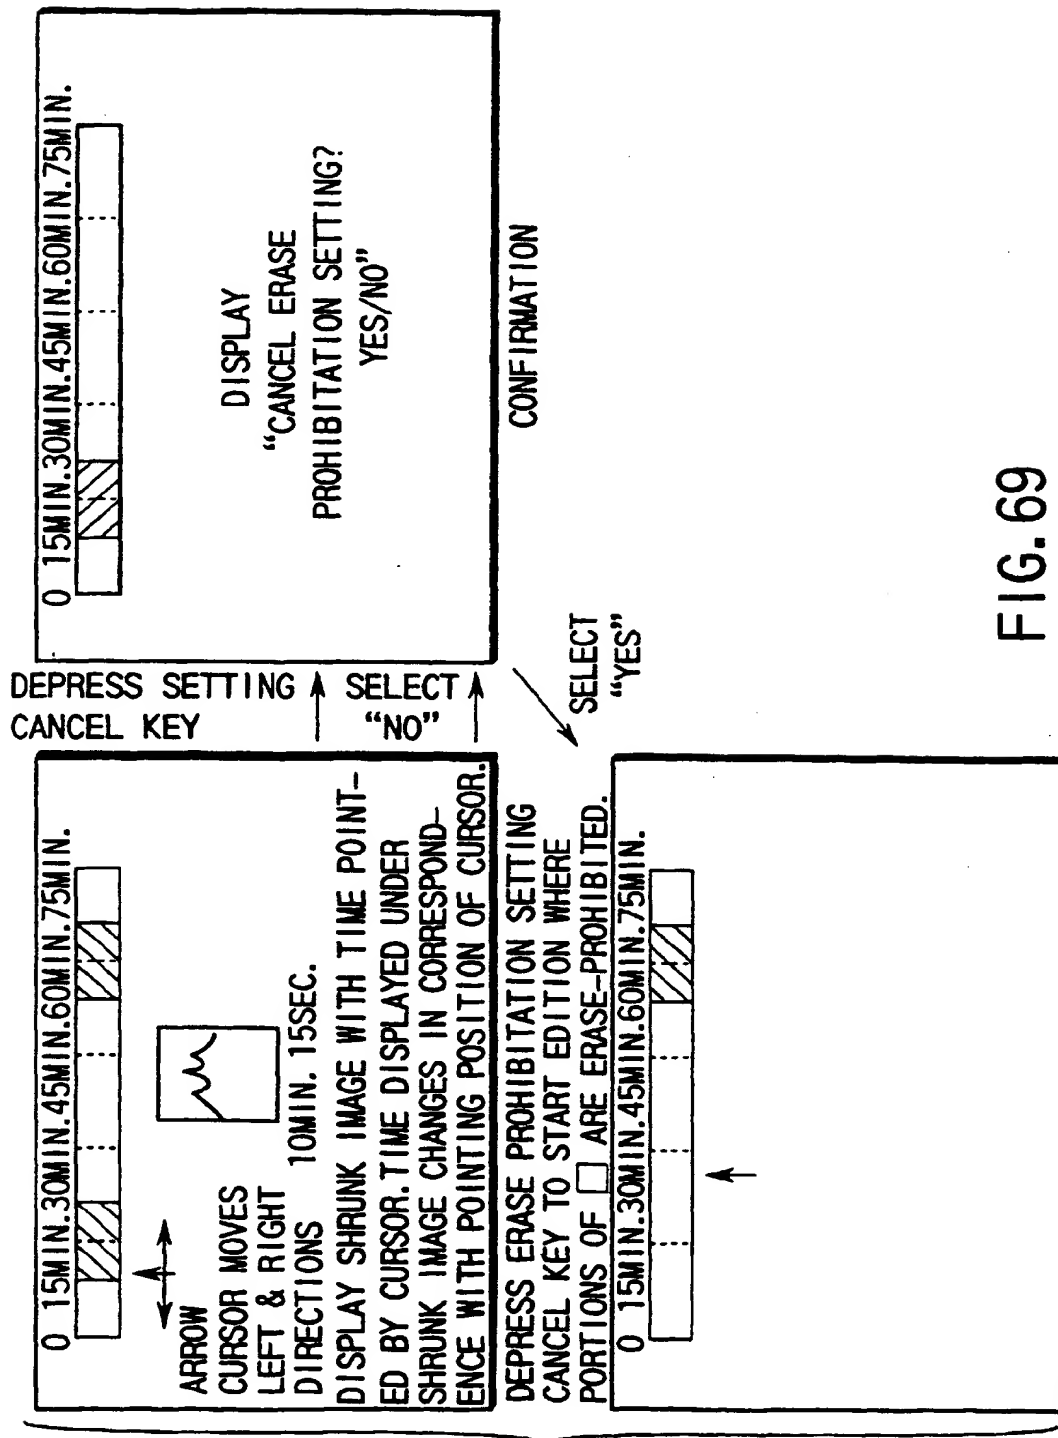 0 15MIN.30MIN.45MIN.60MIN.75MIN.
ARROW
CURSOR MOVES
LEFT & RIGHT
DIRECTIONS
10MIN. 15SEC.
DISPLAY SHRUNK IMAGE WITH TIME POINT-
ED BY CURSOR.TIME DISPLAYED UNDER
SHRUNK IMAGE CHANGES IN CORRESPOND-
ENCE WITH POINTING POSITION OF CURSOR.
DEPRESS SETTING
CANCEL KEY
SELECT
“NO”
0 15MIN.30MIN.45MIN.60MIN.75MIN.
DISPLAY
“CANCEL ERASE
PROHIBITATION SETTING?
YES/NO”
CONFIRMATION
SELECT
“YES”
DEPRESS ERASE PROHIBITATION SETTING
CANCEL KEY TO START EDITION WHERE
PORTIONS OF □ ARE ERASE-PROHIBITED.
0 15MIN.30MIN.45MIN.60MIN.75MIN.
FIG. 69